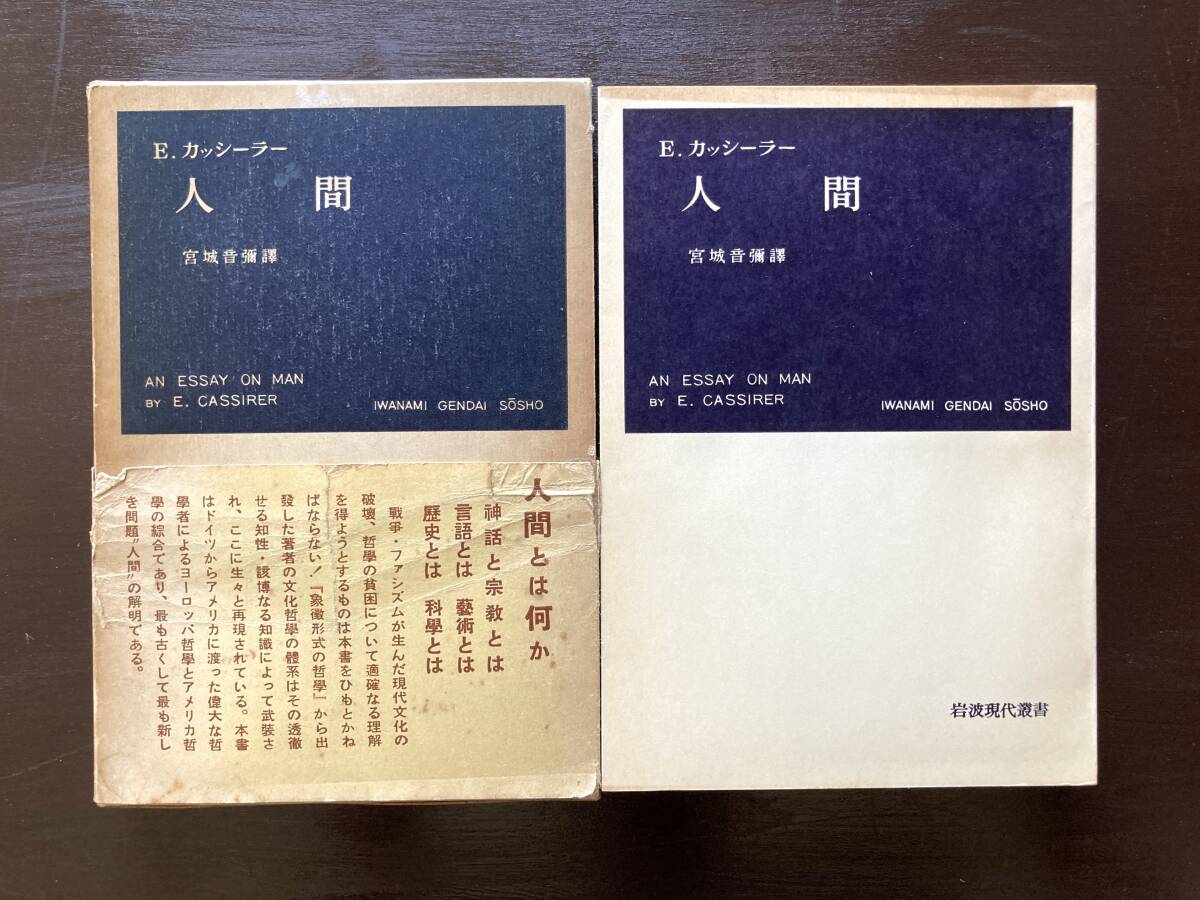 E. カッシーラー
人 間
宮城音彌譯
AN ESSAY ON MAN
BY E. CASSIRER
IWANAMI GENDAI SŌSHO
人間とは何か
神話と宗教とは
言語とは 藝術とは
歷史とは 科學とは
戰爭・ファシズムが生んだ現代文化の
破壞、哲學の貧困について適確なる理解
を得ようとするものは本書をひもとかね
ばならない!『象徵形式の哲學』から出
發した著者の文化哲學の體系はその透徹
せる知性・該博なる知識によって武裝さ
れ、ここに生々と再現されている。本書
はドイツからアメリカに渡った偉大な哲
學者によるヨーロッパ哲學とアメリカ哲
學の綜合であり、最も古くして最も新し
き問題"人間"の解明である。
E. カッシーラー
人 間
宮城音彌譯
AN ESSAY ON MAN
BY E. CASSIRER
IWANAMI GENDAI SŌSHO
岩波現代叢書